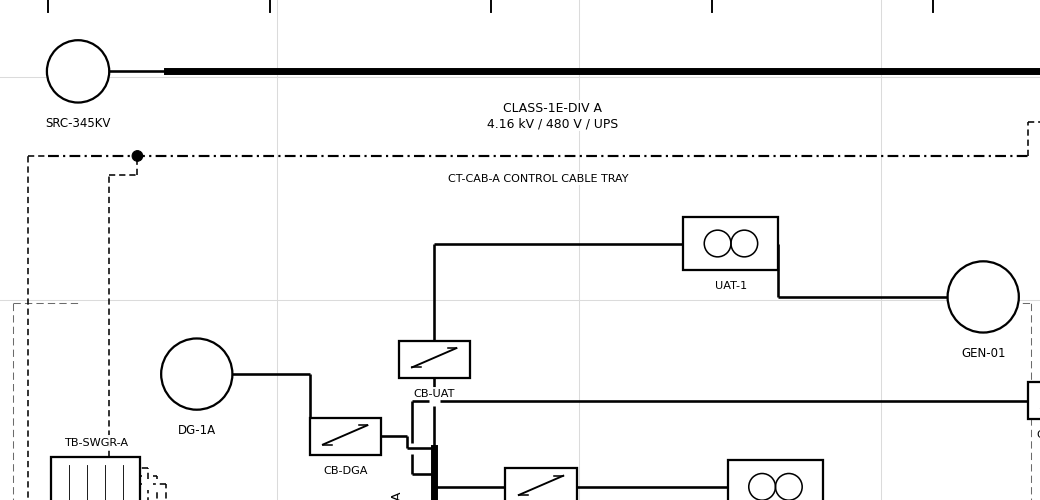 CLASS-1E-DIV A
4.16 kV / 480 V / UPS
SRC-345KV
CT-CAB-A CONTROL CABLE TRAY
UAT-1
GEN-01
CB-UAT
DG-1A
TB-SWGR-A
CB-DGA